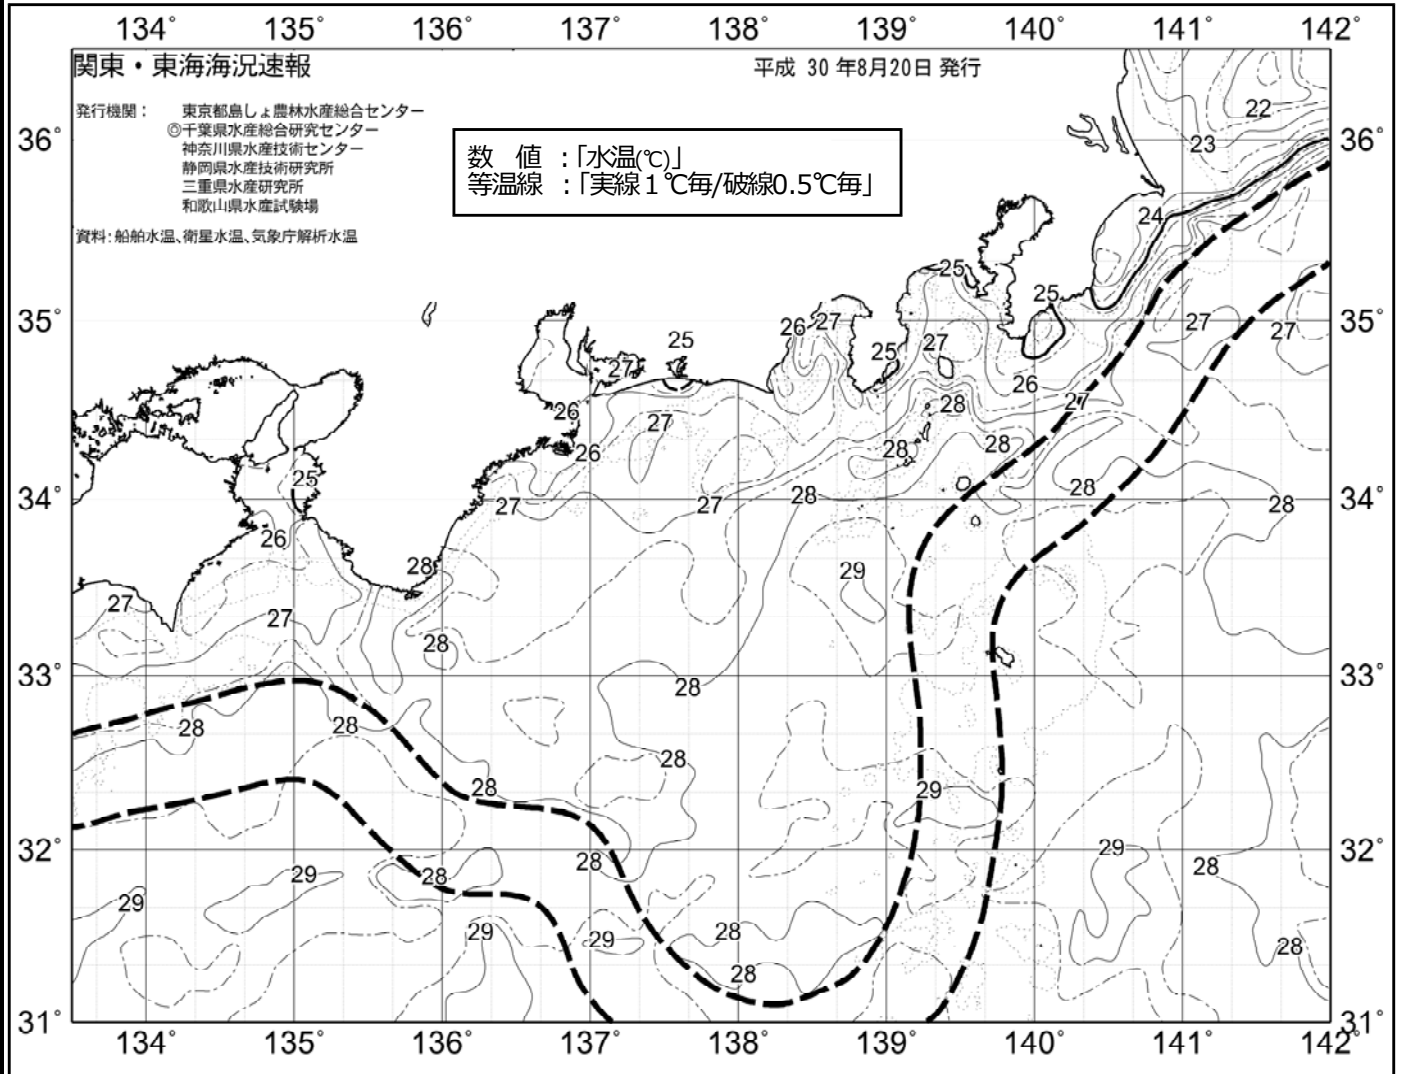 134° 135° 136° 137° 138° 139° 140° 141° 142°
関東・東海海況速報
平成 30 年8月20日 発行
発行機関： 東京都島しょ農林水産総合センター
◎千葉県水産総合研究センター
神奈川県水産技術センター
静岡県水産技術研究所
三重県水産研究所
和歌山県水産試験場
資料：船舶水温、衛星水温、気象庁解析水温
数 値 ：「水温(℃)」
等温線 ：「実線１℃毎/破線0.5℃毎」
22
36° 23 36°
24
25
25
35° 26 27 27 27 35°
25 27 25
27
26
28 27
26 27
28 28
26
25 28
34° 27 27 28 28 34°
26
28 29
27 27
28
33° 28 33°
28 28
28
28 29
32° 32°
28 29 28
29 28
29
29 29 28
28
28
31° 31°
134° 135° 136° 137° 138° 139° 140° 141° 142°